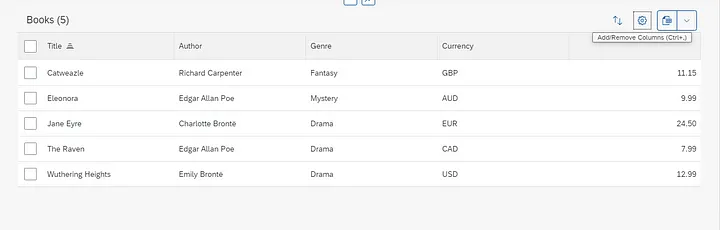 Books (5)
Add/Remove Columns (Ctrl+,)
Title Author Genre Currency
Catweazle Richard Carpenter Fantasy GBP 11.15
Eleonora Edgar Allan Poe Mystery AUD 9.99
Jane Eyre Charlotte Brontë Drama EUR 24.50
The Raven Edgar Allan Poe Drama CAD 7.99
Wuthering Heights Emily Brontë Drama USD 12.99